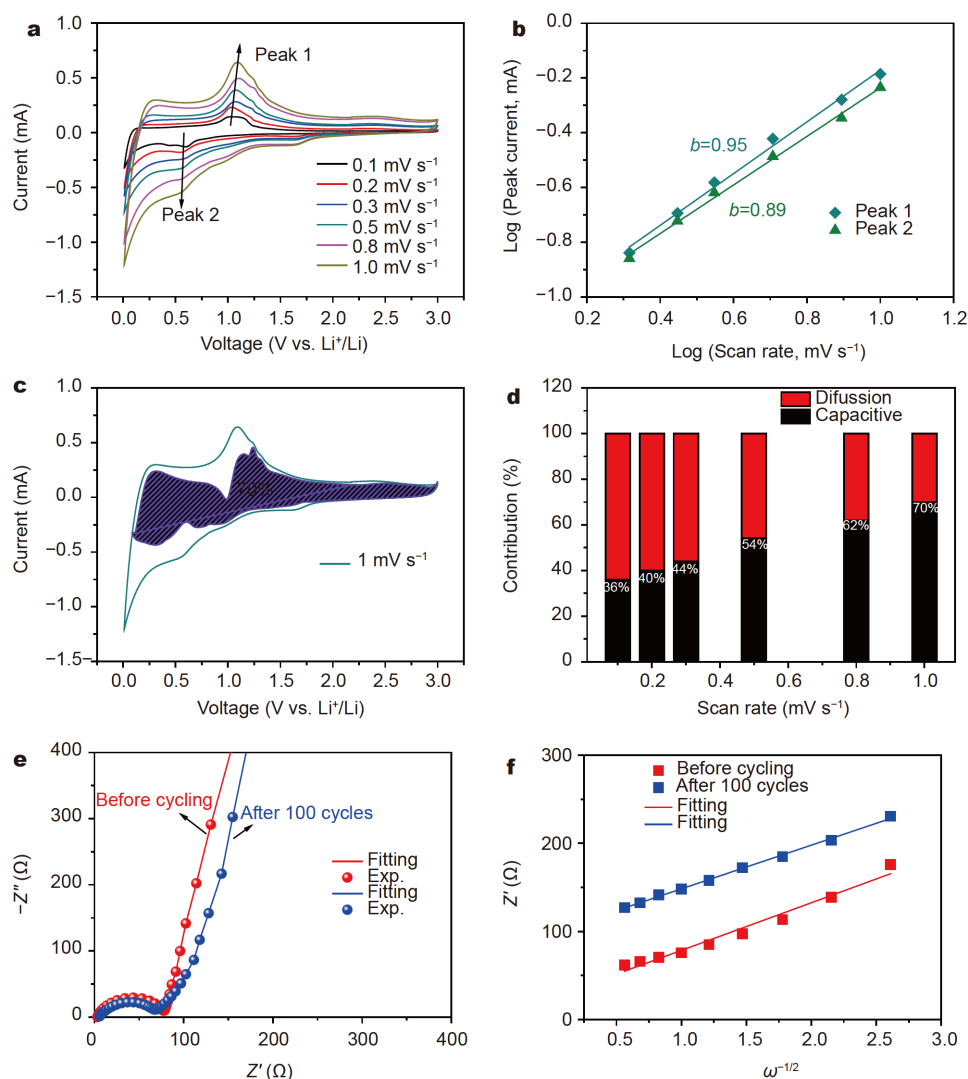 a
1.0
0.5
0.0
−0.5
−1.0
−1.5
Current (mA)
Peak 1
Peak 2
0.1 mV s⁻¹
0.2 mV s⁻¹
0.3 mV s⁻¹
0.5 mV s⁻¹
0.8 mV s⁻¹
1.0 mV s⁻¹
0.0 0.5 1.0 1.5 2.0 2.5 3.0
Voltage (V vs. Li⁺/Li)
b
0.0
−0.2
−0.4
−0.6
−0.8
−1.0
Log (Peak current, mA)
b=0.95
b=0.89
Peak 1
Peak 2
0.2 0.4 0.6 0.8 1.0 1.2
Log (Scan rate, mV s⁻¹)
c
1.0
0.5
0.0
−0.5
−1.0
−1.5−
Current (mA)
1 mV s⁻¹
0.0 0.5 1.0 1.5 2.0 2.5 3.0
Voltage (V vs. Li⁺/Li)
d
120
100
80
60
40
20
0
Contribution (%)
Difussion
Capacitive
36%
40%
44%
54%
62%
70%
0.2 0.4 0.6 0.8 1.0
Scan rate (mV s⁻¹)
e
400
300
200
100
0
−Z″ (Ω)
Before cycling
After 100 cycles
Fitting
Exp.
Fitting
Exp.
0 100 200 300 400
Z′ (Ω)
f
300
200
100
0
Z′ (Ω)
Before cycling
After 100 cycles
Fitting
Fitting
0.5 1.0 1.5 2.0 2.5 3.0
ω⁻¹/²